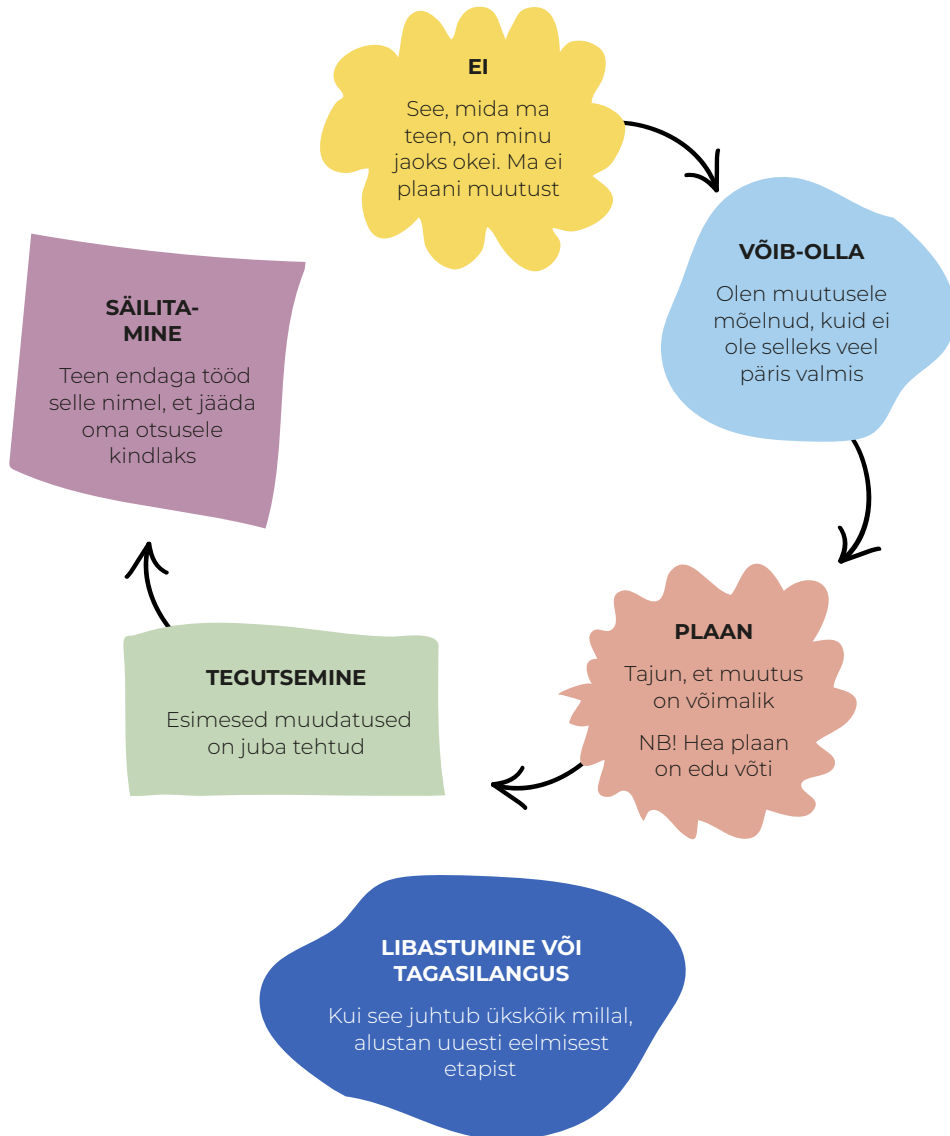 EI
See, mida ma
teen, on minu
jaoks okei. Ma ei
plaani muutust
VÕIB-OLLA
Olen muutusele
mõelnud, kuid ei
ole selleks veel
päris valmis
PLAAN
Tajun, et muutus
on võimalik
NB! Hea plaan
on edu võti
TEGUTSEMINE
Esimesed muudatused
on juba tehtud
SÄILITA-
MINE
Teen endaga tööd
selle nimel, et jääda
oma otsusele
kindlaks
LIBASTUMINE VÕI
TAGASILANGUS
Kui see juhtub ükskõik millal,
alustan uuesti eelmisest
etapist